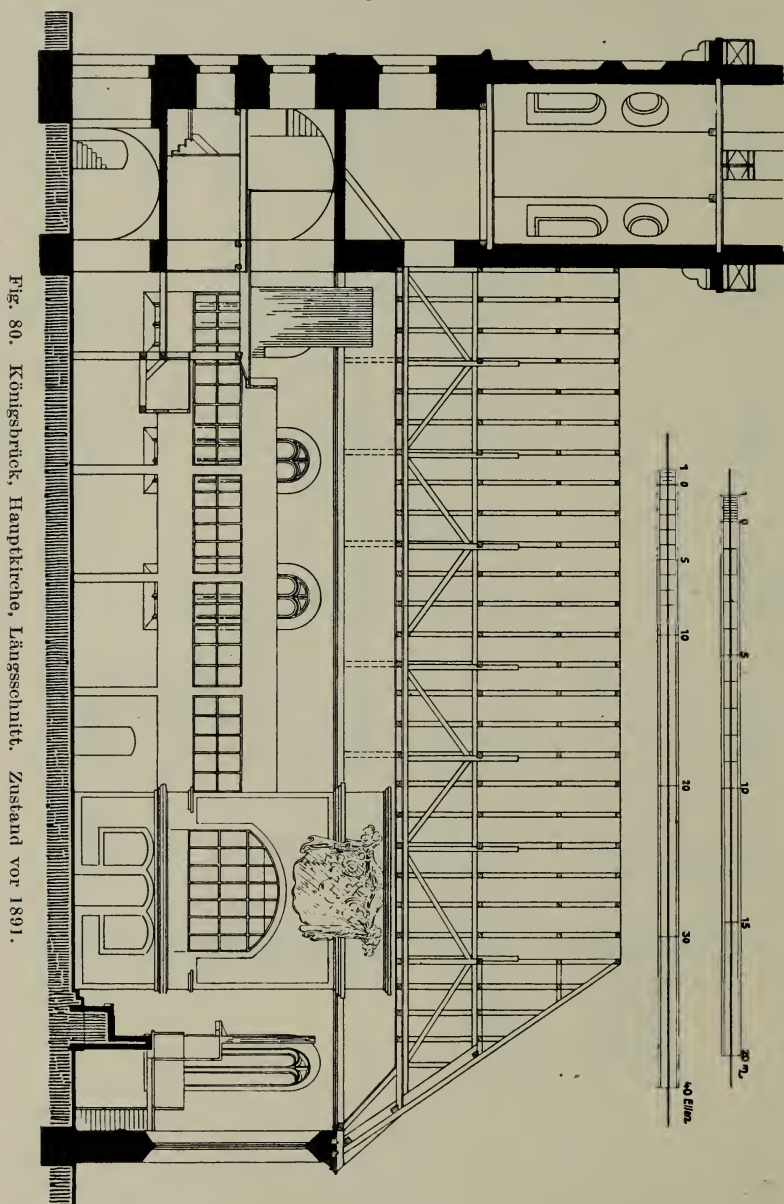 1 0 5 10 15 20 m
1 0 5 10 20 30 40 Ellen
Fig. 80. Königsbrück, Hauptkirche, Längsschnitt. Zustand vor 1891.